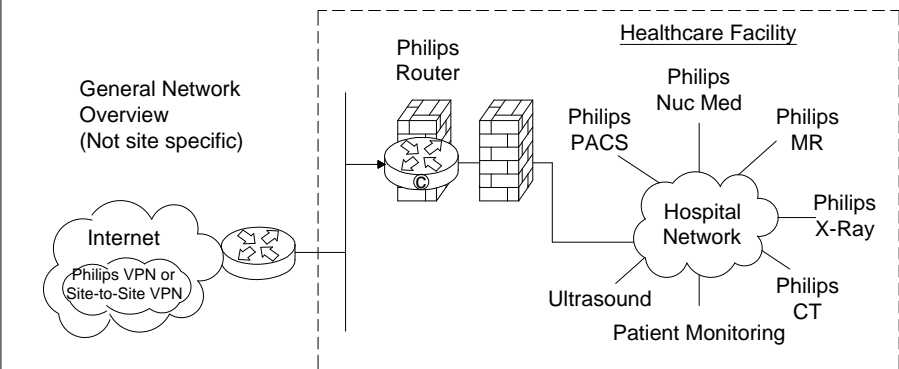 Healthcare Facility
General Network
Overview
(Not site specific)
Philips
Router
Philips
Nuc Med
Philips
PACS
Philips
MR
C
Internet
Philips VPN or
Site-to-Site VPN
Hospital
Network
Philips
X-Ray
Ultrasound
Philips
CT
Patient Monitoring